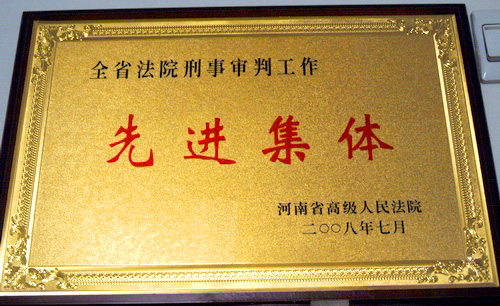 全省法院刑事审判工作
先进集体
河南省高级人民法院
二〇〇八年七月